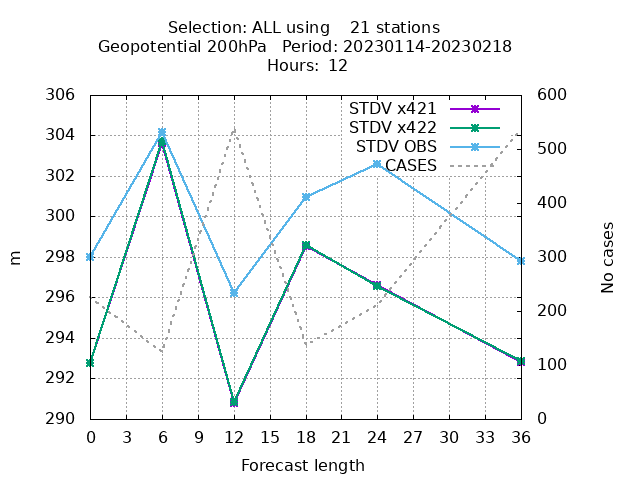 Selection: ALL using    21 stations
Geopotential 200hPa   Period: 20230114-20230218
Hours:  12
306 600
STDV x421
304 STDV x422 500
STDV OBS
CASES
302 400
300
m 298 300 No cases
296 200
294
292 100
290 0
0 3 6 9 12 15 18 21 24 27 30 33 36
Forecast length